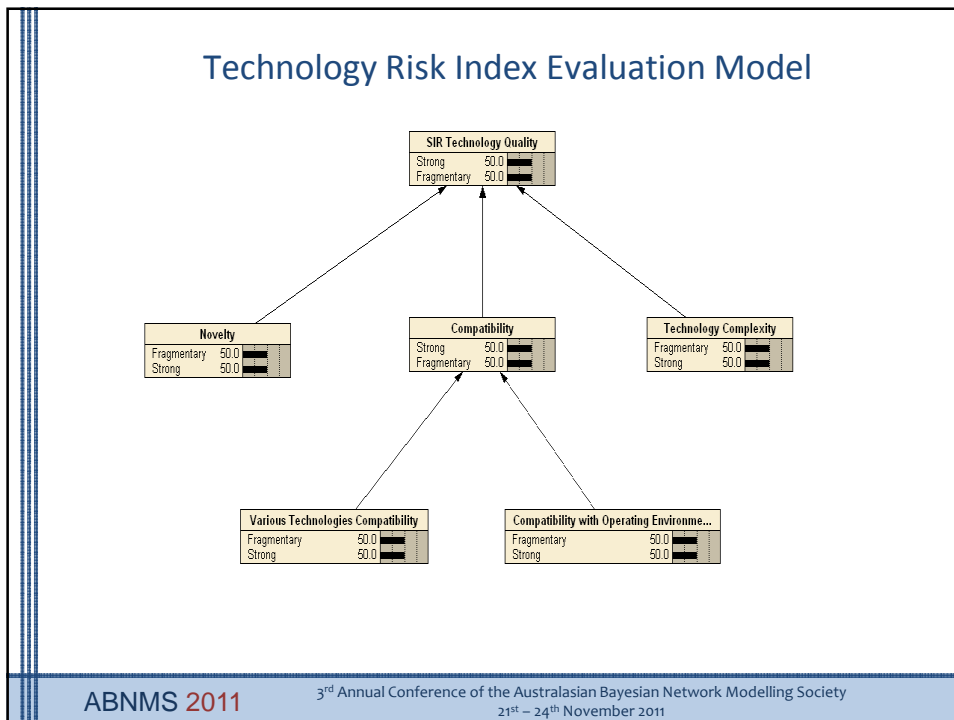 Technology Risk Index Evaluation Model
SIR Technology Quality
Strong 50.0
Fragmentary 50.0
Novelty
Fragmentary 50.0
Strong 50.0
Compatibility
Strong 50.0
Fragmentary 50.0
Technology Complexity
Fragmentary 50.0
Strong 50.0
Various Technologies Compatibility
Fragmentary 50.0
Strong 50.0
Compatibility with Operating Environme...
Fragmentary 50.0
Strong 50.0
ABNMS 2011
3rd Annual Conference of the Australasian Bayesian Network Modelling Society
21st – 24th November 2011